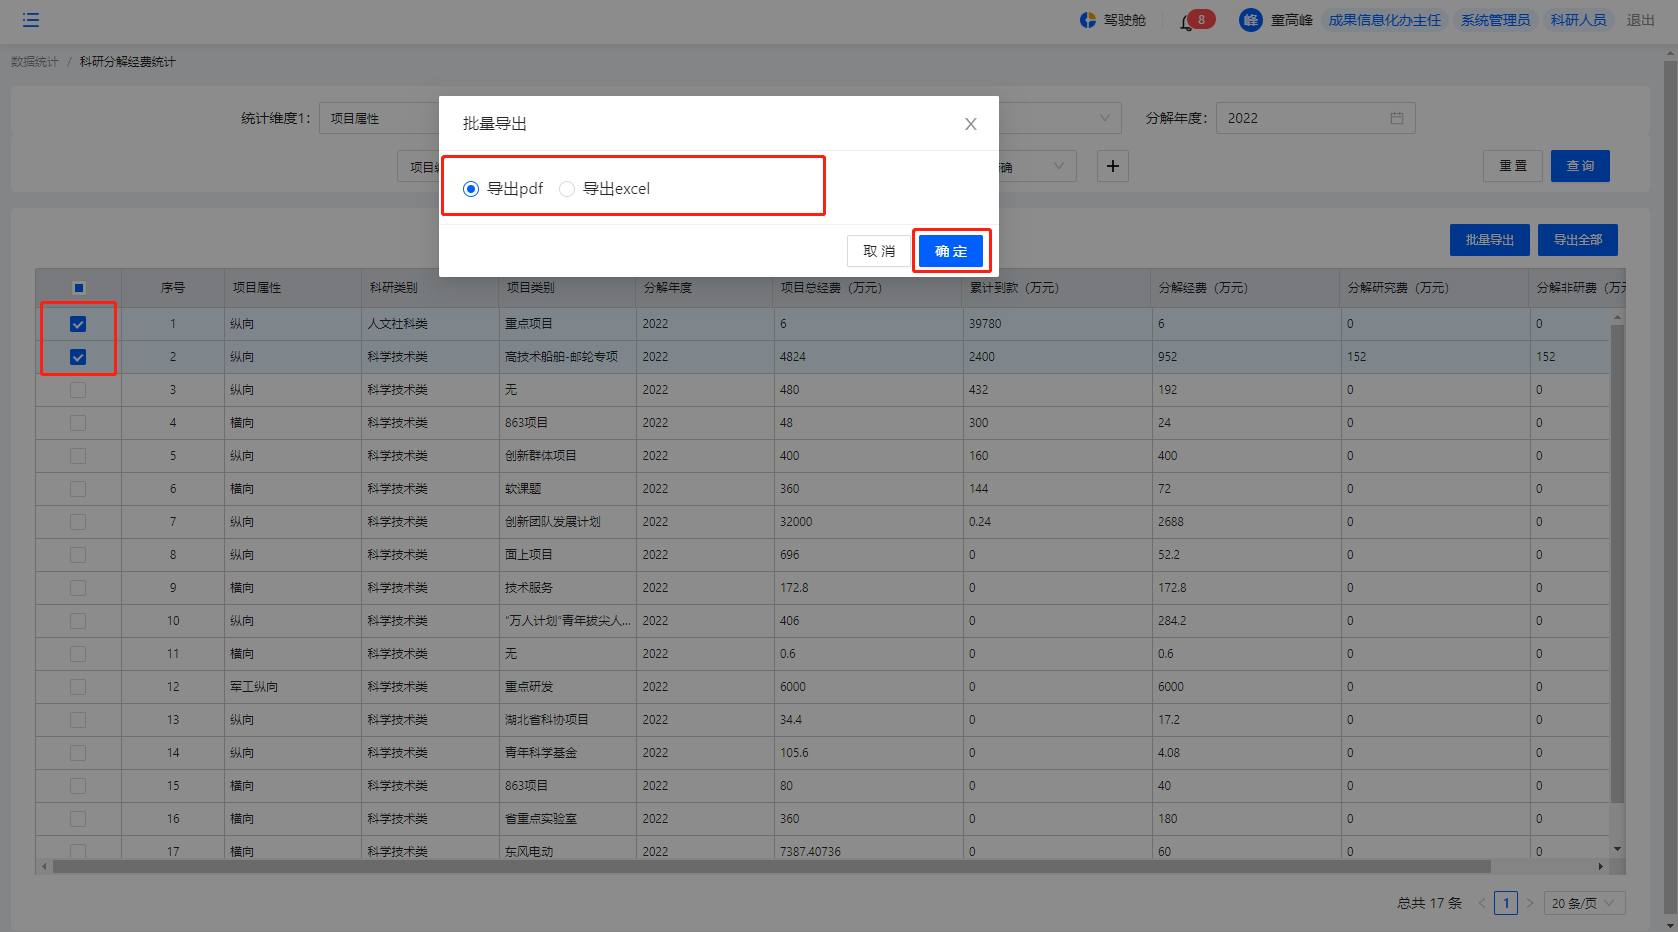 驾驶舱 8 峰 童高峰 成果信息化办主任 系统管理员 科研人员 退出
数据统计 / 科研分解经费统计
统计维度1： 项目属性 分解年度： 2022
项目 确 + 重置 查询
批量导出
导出pdf 导出excel
取消 确定
批量导出 导出全部
序号 项目属性 科研类别 项目类别 分解年度 项目总经费（万元） 累计到款（万元） 分解经费（万元） 分解研究费（万元） 分解非研费（万元
1 纵向 人文社科类 重点项目 2022 6 39780 6 0 0
2 纵向 科学技术类 高技术船舶-邮轮专项 2022 4824 2400 952 152 152
3 纵向 科学技术类 无 2022 480 432 192 0 0
4 横向 科学技术类 863项目 2022 48 300 24 0 0
5 纵向 科学技术类 创新群体项目 2022 400 160 400 0 0
6 横向 科学技术类 软课题 2022 360 144 72 0 0
7 纵向 科学技术类 创新团队发展计划 2022 32000 0.24 2688 0 0
8 纵向 科学技术类 面上项目 2022 696 0 52.2 0 0
9 横向 科学技术类 技术服务 2022 172.8 0 172.8 0 0
10 纵向 科学技术类 “万人计划”青年拔尖人... 2022 406 0 284.2 0 0
11 横向 科学技术类 无 2022 0.6 0 0.6 0 0
12 军工纵向 科学技术类 重点研发 2022 6000 0 6000 0 0
13 纵向 科学技术类 湖北省科协项目 2022 34.4 0 17.2 0 0
14 纵向 科学技术类 青年科学基金 2022 105.6 0 4.08 0 0
15 横向 科学技术类 863项目 2022 80 0 40 0 0
16 横向 科学技术类 省重点实验室 2022 360 0 180 0 0
17 横向 科学技术类 东风电动 2022 7387.40736 0 60 0 0
总共 17 条 < 1 > 20 条/页